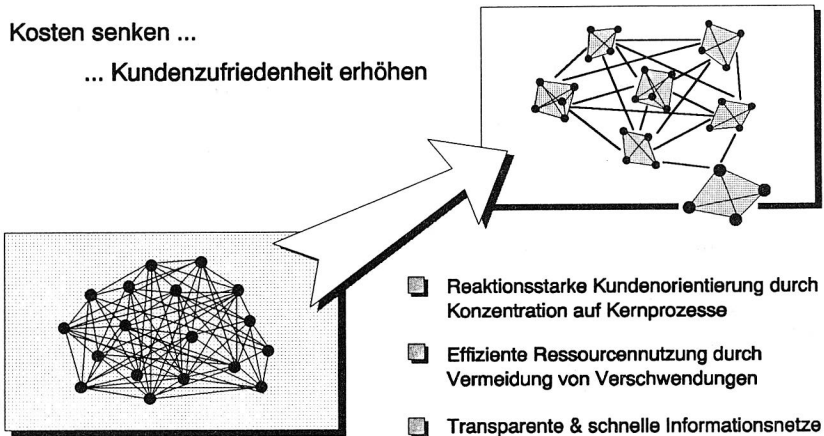 Kosten senken ...
... Kundenzufriedenheit erhöhen
Reaktionsstarke Kundenorientierung durch
Konzentration auf Kernprozesse
Effiziente Ressourcennutzung durch
Vermeidung von Verschwendungen
Transparente & schnelle Informationsnetze